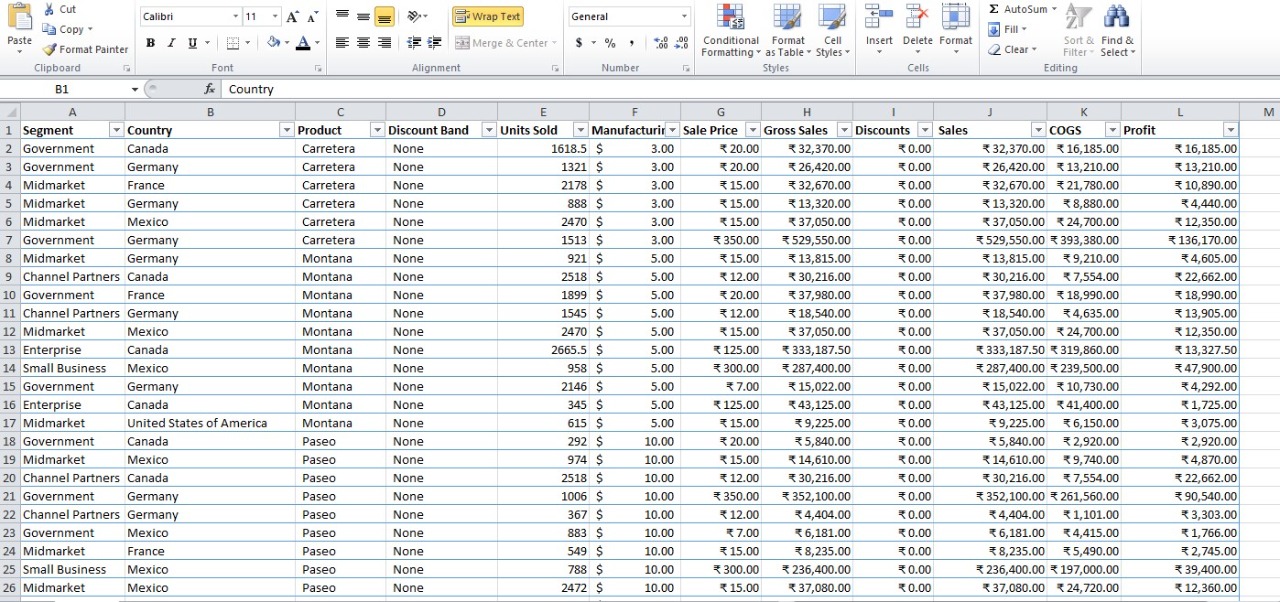 Cut
Copy
Format Painter
Paste
Clipboard
Calibri 11 A A
B I U A
Font
Wrap Text
Merge & Center
Alignment
General
$ % ,
Number
Conditional Formatting
Format as Table
Cell Styles
Styles
Insert Delete Format
Cells
Σ AutoSum
Fill
Clear
Sort & Filter
Find & Select
Editing
B1 fx Country
A B C D E F G H I J K L M
1 Segment Country Product Discount Band Units Sold Manufacturin Sale Price Gross Sales Discounts Sales COGS Profit
2 Government Canada Carretera None 1618.5 $ 3.00 ₹ 20.00 ₹ 32,370.00 ₹ 0.00 ₹ 32,370.00 ₹ 16,185.00 ₹ 16,185.00
3 Government Germany Carretera None 1321 $ 3.00 ₹ 20.00 ₹ 26,420.00 ₹ 0.00 ₹ 26,420.00 ₹ 13,210.00 ₹ 13,210.00
4 Midmarket France Carretera None 2178 $ 3.00 ₹ 15.00 ₹ 32,670.00 ₹ 0.00 ₹ 32,670.00 ₹ 21,780.00 ₹ 10,890.00
5 Midmarket Germany Carretera None 888 $ 3.00 ₹ 15.00 ₹ 13,320.00 ₹ 0.00 ₹ 13,320.00 ₹ 8,880.00 ₹ 4,440.00
6 Midmarket Mexico Carretera None 2470 $ 3.00 ₹ 15.00 ₹ 37,050.00 ₹ 0.00 ₹ 37,050.00 ₹ 24,700.00 ₹ 12,350.00
7 Government Germany Carretera None 1513 $ 3.00 ₹ 350.00 ₹ 529,550.00 ₹ 0.00 ₹ 529,550.00 ₹ 393,380.00 ₹ 136,170.00
8 Midmarket Germany Montana None 921 $ 5.00 ₹ 15.00 ₹ 13,815.00 ₹ 0.00 ₹ 13,815.00 ₹ 9,210.00 ₹ 4,605.00
9 Channel Partners Canada Montana None 2518 $ 5.00 ₹ 12.00 ₹ 30,216.00 ₹ 0.00 ₹ 30,216.00 ₹ 7,554.00 ₹ 22,662.00
10 Government France Montana None 1899 $ 5.00 ₹ 20.00 ₹ 37,980.00 ₹ 0.00 ₹ 37,980.00 ₹ 18,990.00 ₹ 18,990.00
11 Channel Partners Germany Montana None 1545 $ 5.00 ₹ 12.00 ₹ 18,540.00 ₹ 0.00 ₹ 18,540.00 ₹ 4,635.00 ₹ 13,905.00
12 Midmarket Mexico Montana None 2470 $ 5.00 ₹ 15.00 ₹ 37,050.00 ₹ 0.00 ₹ 37,050.00 ₹ 24,700.00 ₹ 12,350.00
13 Enterprise Canada Montana None 2665.5 $ 5.00 ₹ 125.00 ₹ 333,187.50 ₹ 0.00 ₹ 333,187.50 ₹ 319,860.00 ₹ 13,327.50
14 Small Business Mexico Montana None 958 $ 5.00 ₹ 300.00 ₹ 287,400.00 ₹ 0.00 ₹ 287,400.00 ₹ 239,500.00 ₹ 47,900.00
15 Government Germany Montana None 2146 $ 5.00 ₹ 7.00 ₹ 15,022.00 ₹ 0.00 ₹ 15,022.00 ₹ 10,730.00 ₹ 4,292.00
16 Enterprise Canada Montana None 345 $ 5.00 ₹ 125.00 ₹ 43,125.00 ₹ 0.00 ₹ 43,125.00 ₹ 41,400.00 ₹ 1,725.00
17 Midmarket United States of America Montana None 615 $ 5.00 ₹ 15.00 ₹ 9,225.00 ₹ 0.00 ₹ 9,225.00 ₹ 6,150.00 ₹ 3,075.00
18 Government Canada Paseo None 292 $ 10.00 ₹ 20.00 ₹ 5,840.00 ₹ 0.00 ₹ 5,840.00 ₹ 2,920.00 ₹ 2,920.00
19 Midmarket Mexico Paseo None 974 $ 10.00 ₹ 15.00 ₹ 14,610.00 ₹ 0.00 ₹ 14,610.00 ₹ 9,740.00 ₹ 4,870.00
20 Channel Partners Canada Paseo None 2518 $ 10.00 ₹ 12.00 ₹ 30,216.00 ₹ 0.00 ₹ 30,216.00 ₹ 7,554.00 ₹ 22,662.00
21 Government Germany Paseo None 1006 $ 10.00 ₹ 350.00 ₹ 352,100.00 ₹ 0.00 ₹ 352,100.00 ₹ 261,560.00 ₹ 90,540.00
22 Channel Partners Germany Paseo None 367 $ 10.00 ₹ 12.00 ₹ 4,404.00 ₹ 0.00 ₹ 4,404.00 ₹ 1,101.00 ₹ 3,303.00
23 Government Mexico Paseo None 883 $ 10.00 ₹ 7.00 ₹ 6,181.00 ₹ 0.00 ₹ 6,181.00 ₹ 4,415.00 ₹ 1,766.00
24 Midmarket France Paseo None 549 $ 10.00 ₹ 15.00 ₹ 8,235.00 ₹ 0.00 ₹ 8,235.00 ₹ 5,490.00 ₹ 2,745.00
25 Small Business Mexico Paseo None 788 $ 10.00 ₹ 300.00 ₹ 236,400.00 ₹ 0.00 ₹ 236,400.00 ₹ 197,000.00 ₹ 39,400.00
26 Midmarket Mexico Paseo None 2472 $ 10.00 ₹ 15.00 ₹ 37,080.00 ₹ 0.00 ₹ 37,080.00 ₹ 24,720.00 ₹ 12,360.00